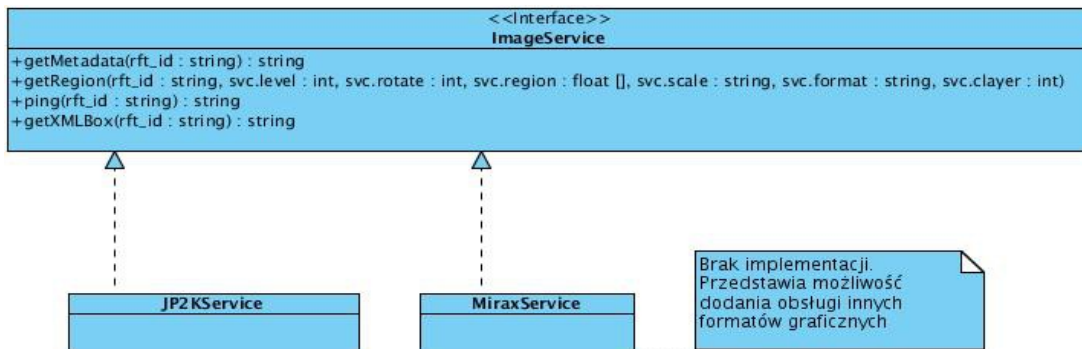 <<Interface>>
ImageService
+getMetadata(rft_id : string) : string
+getRegion(rft_id : string, svc.level : int, svc.rotate : int, svc.region : float [], svc.scale : string, svc.format : string, svc.clayer : int)
+ping(rft_id : string) : string
+getXMLBox(rft_id : string) : string
JP2KService
MiraxService
Brak implementacji.
Przedstawia możliwość
dodania obsługi innych
formatów graficznych